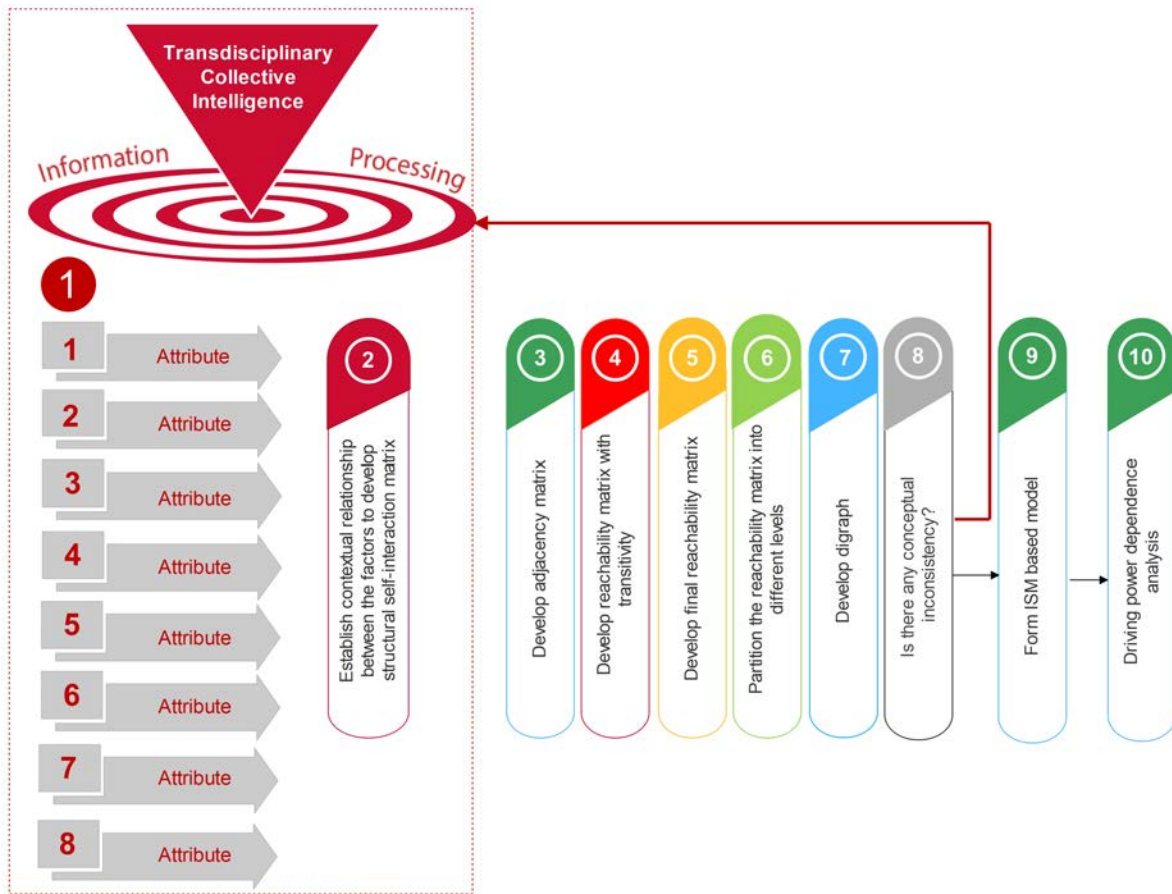 Transdisciplinary
Collective
Intelligence
Information
Processing
1
1
Attribute
2
Attribute
3
Attribute
4
Attribute
5
Attribute
6
Attribute
7
Attribute
8
Attribute
2
Establish contextual relationship
between the factors to develop
structural self-interaction matrix
3
Develop adjacency matrix
4
Develop reachability matrix with
transitivity
5
Develop final reachability matrix
6
Partition the reachability matrix into
different levels
7
Develop digraph
8
Is there any conceptual
inconsistency?
9
Form ISM based model
10
Driving power dependence
analysis